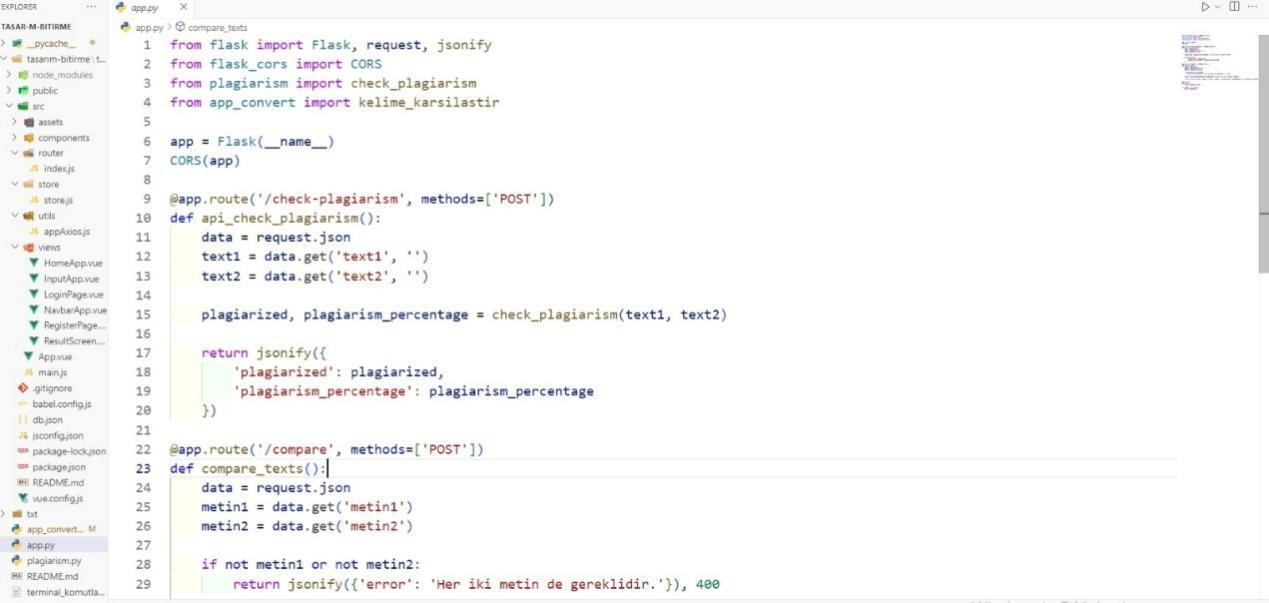 EXPLORER
TASAR-M-BITIRME
__pycache__
tasarım-bitirme \ t...
node_modules
public
src
assets
components
router
index.js
store
store.js
utils
appAxios.js
views
HomeApp.vue
InputApp.vue
LoginPage.vue
NavbarApp.vue
RegisterPage....
ResultScreen....
App.vue
main.js
.gitignore
babel.config.js
db.json
jsconfig.json
package-lock.json
package.json
README.md
vue.config.js
txt
app_convert... M
app.py
plagiarism.py
README.md
terminal_komutla...
app.py
app.py > compare_texts
1 from flask import Flask, request, jsonify
2 from flask_cors import CORS
3 from plagiarism import check_plagiarism
4 from app_convert import kelime_karsilastir
5
6 app = Flask(__name__)
7 CORS(app)
8
9 @app.route('/check-plagiarism', methods=['POST'])
10 def api_check_plagiarism():
11 data = request.json
12 text1 = data.get('text1', '')
13 text2 = data.get('text2', '')
14
15 plagiarized, plagiarism_percentage = check_plagiarism(text1, text2)
16
17 return jsonify({
18 'plagiarized': plagiarized,
19 'plagiarism_percentage': plagiarism_percentage
20 })
21
22 @app.route('/compare', methods=['POST'])
23 def compare_texts():
24 data = request.json
25 metin1 = data.get('metin1')
26 metin2 = data.get('metin2')
27
28 if not metin1 or not metin2:
29 return jsonify({'error': 'Her iki metin de gereklidir.'}), 400